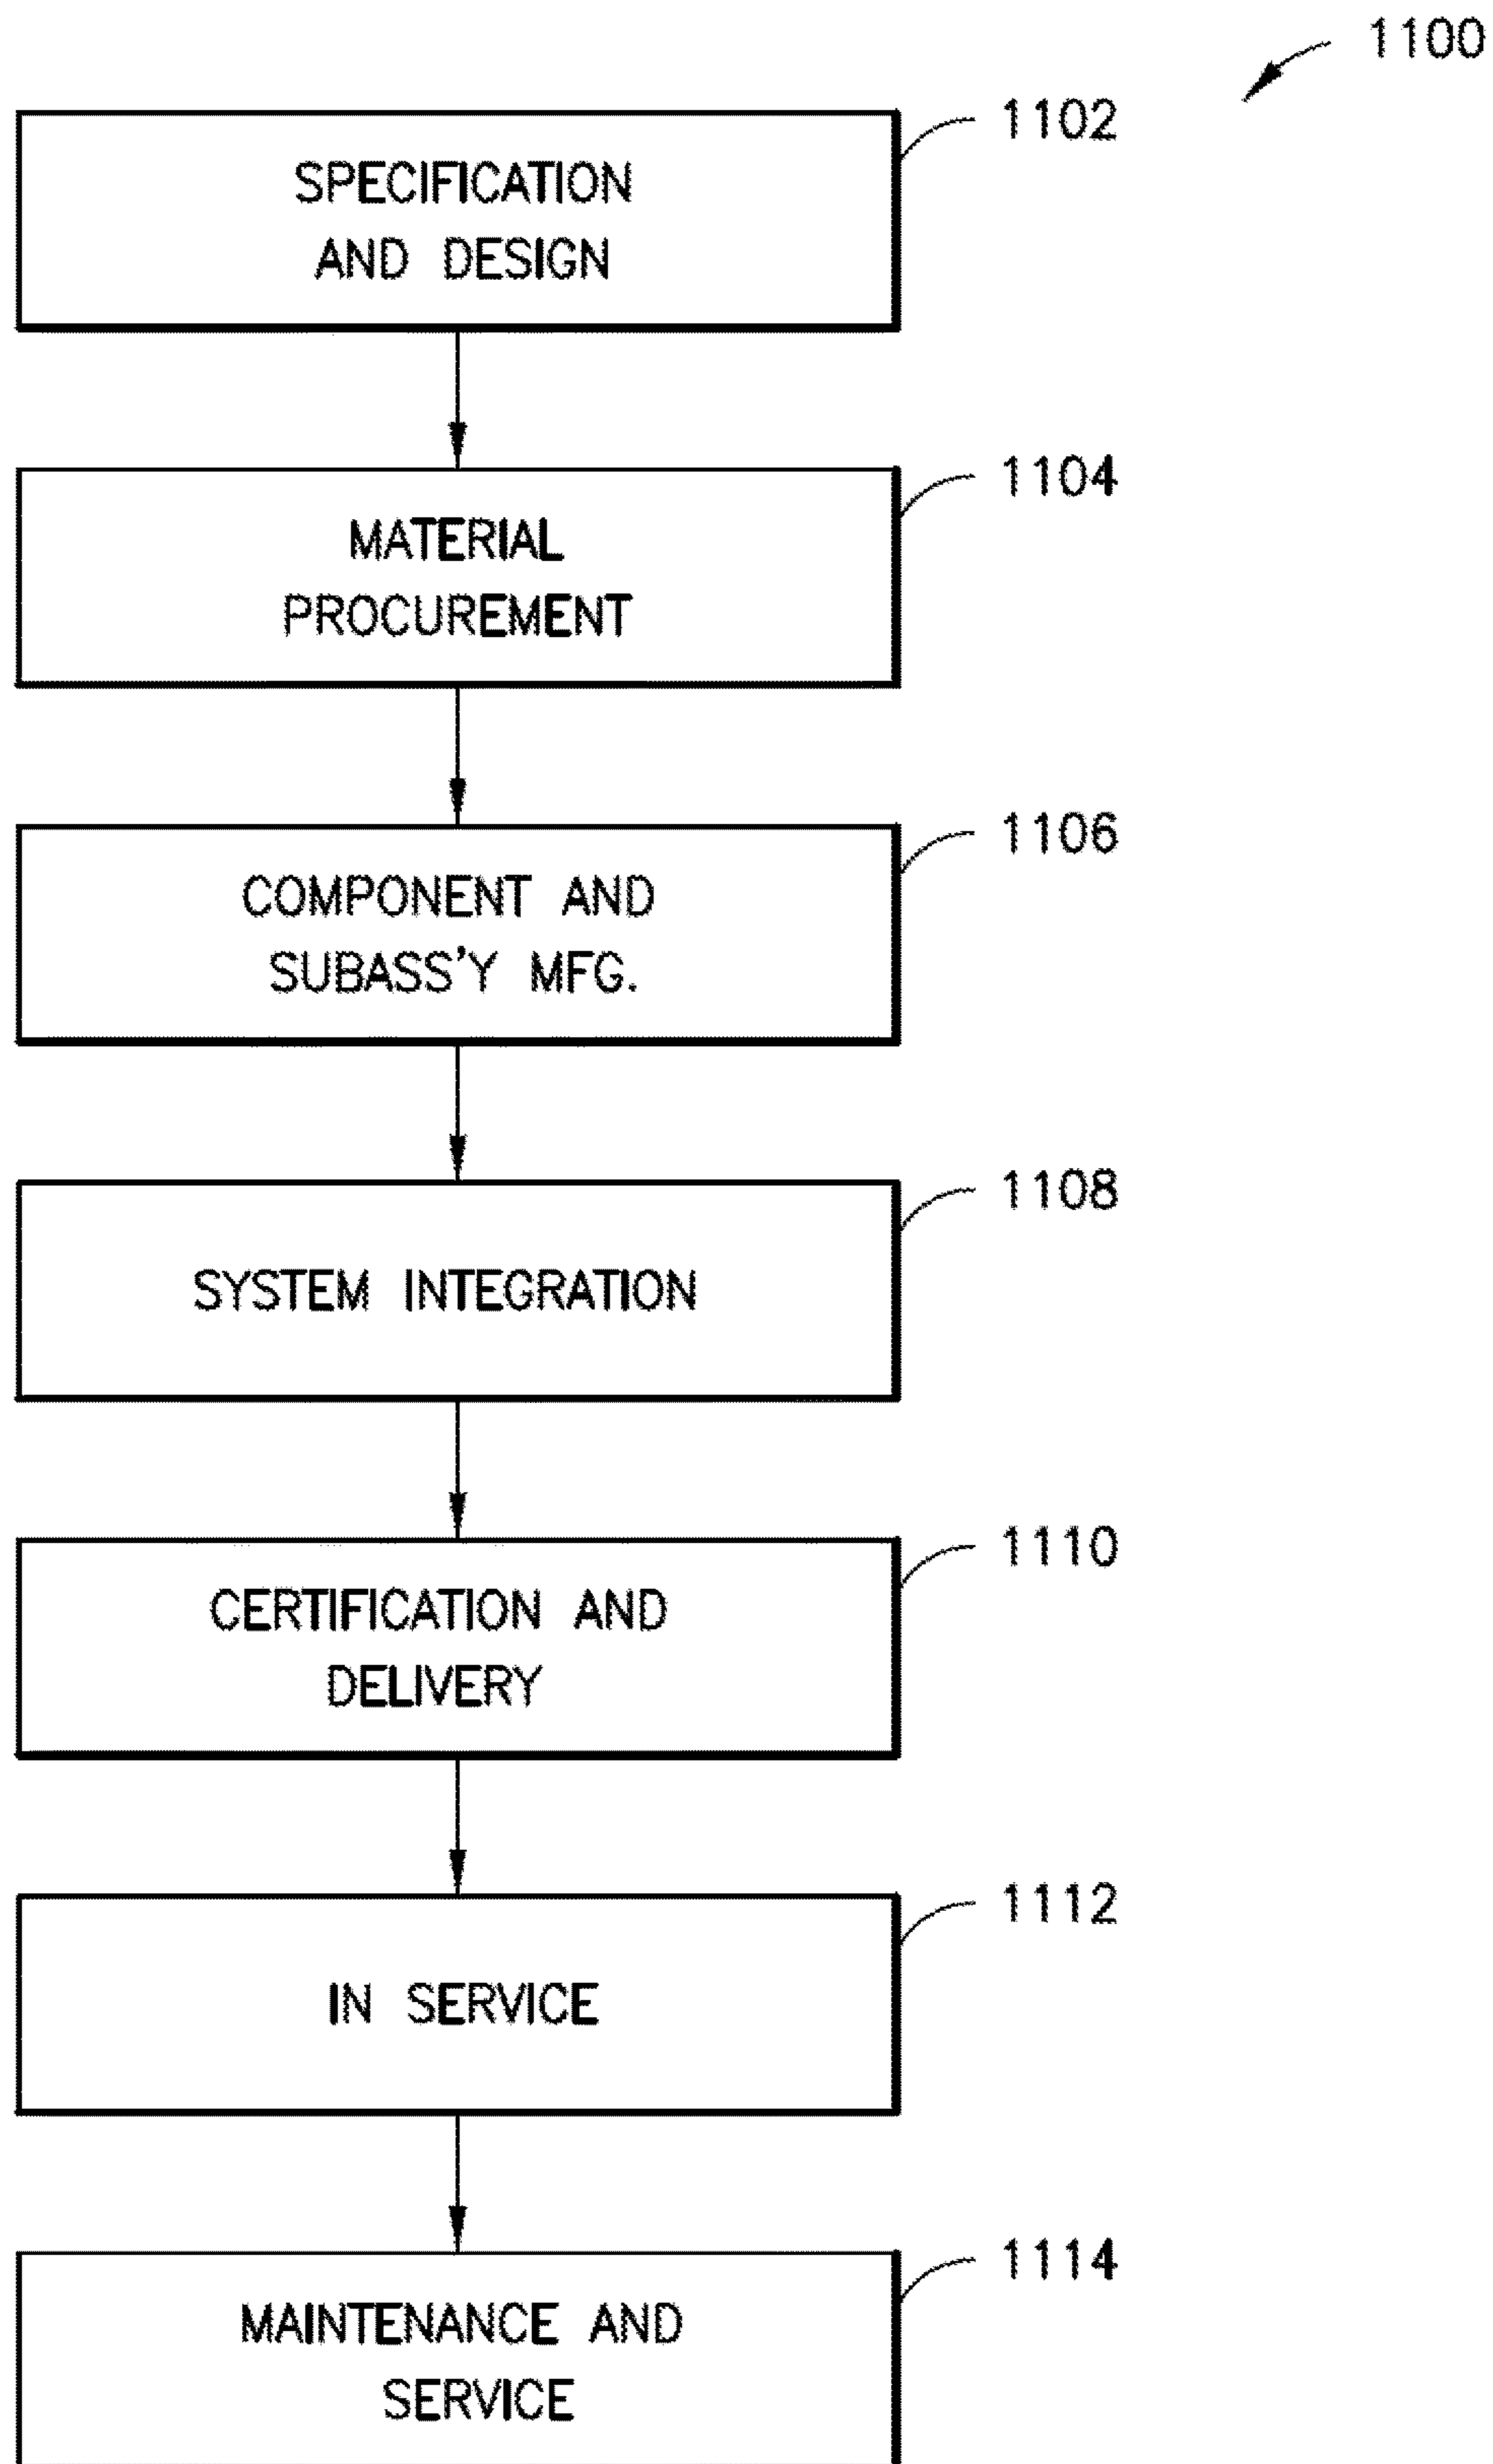 1100
1102
SPECIFICATION
AND DESIGN
1104
MATERIAL
PROCUREMENT
1106
COMPONENT AND
SUBASS'Y MFG.
1108
SYSTEM INTEGRATION
1110
CERTIFICATION AND
DELIVERY
1112
IN SERVICE
1114
MAINTENANCE AND
SERVICE